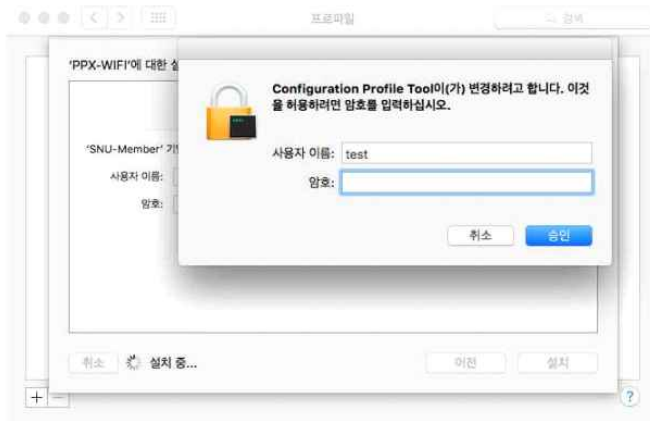 프로파일
검색
'PPX-WIFI'에 대한
Configuration Profile Tool이(가) 변경하려고 합니다. 이것
을 허용하려면 암호를 입력하십시오.
'SNU-Member'
사용자 이름: test
암호:
사용자 이름:
암호:
취소
승인
취소
설치 중...
이전
설치
+
−
?